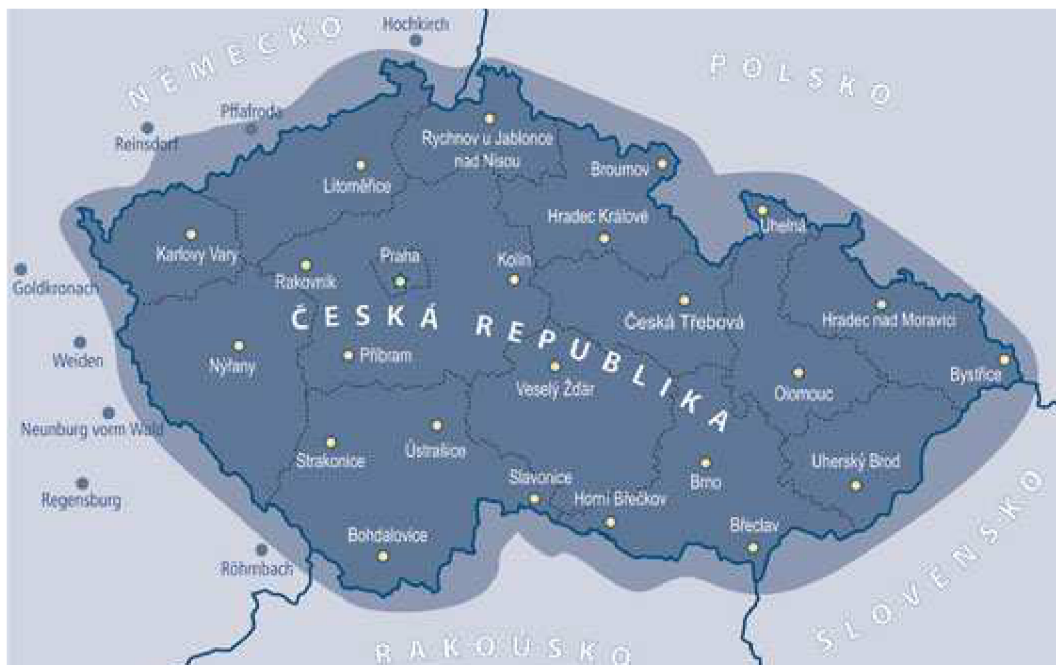 Hochkirch
NĚMECKO
POLSKO
Pffafroda
Reinsdorf
Rychnov u Jablonce
nad Nisou
Litoměřice
Broumov
Hradec Králové
Uhelná
Karlovy Vary
Praha
Kolín
Rakovník
Goldkronach
ČESKÁ REPUBLIKA
Česká Třebová
Hradec nad Moravicí
Nýřany
Příbram
Weiden
Veselý Žďár
Olomouc
Bystřice
Neunburg vorm Wald
Strakonice
Ústrašice
Slavonice
Horní Břečkov
Brno
Uherský Brod
Regensburg
Bohdalovice
Břeclav
Röhrnbach
SLOVENSKO
RAKOUSKO